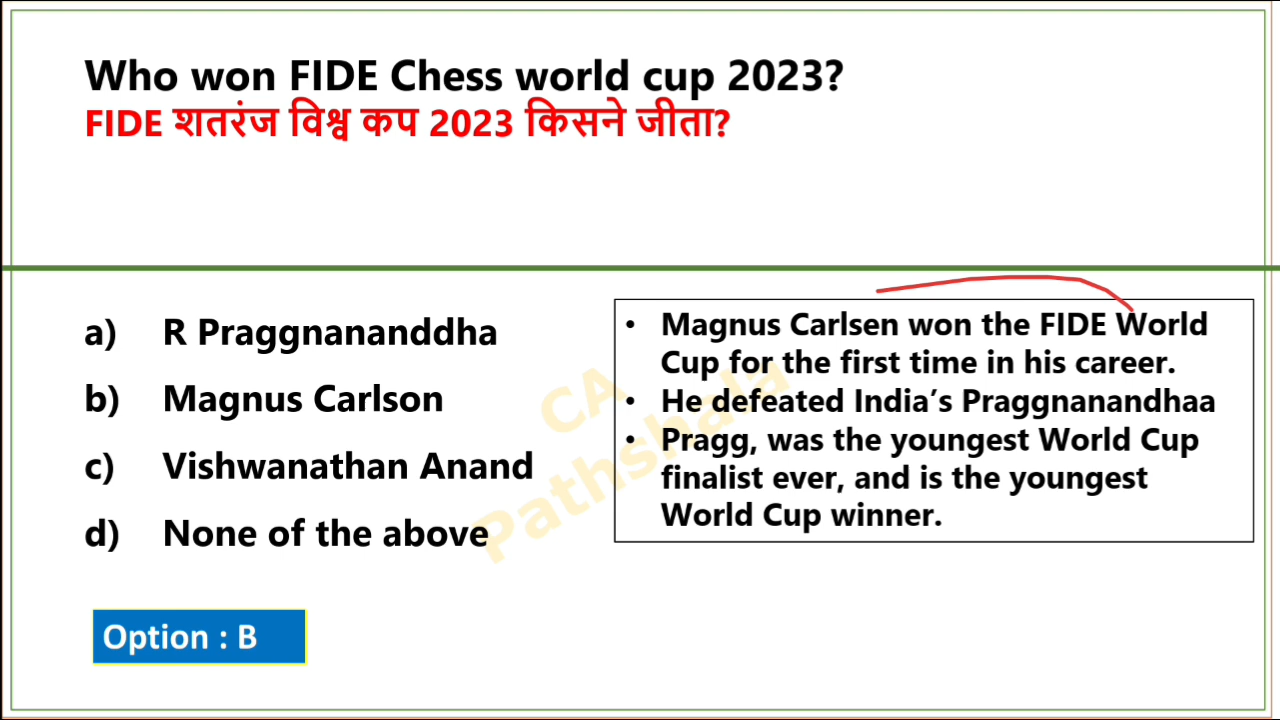 Who won FIDE Chess world cup 2023?
FIDE शतरंज विश्व कप 2023 किसने जीता?
a) R Praggnananddha
b) Magnus Carlson
c) Vishwanathan Anand
d) None of the above
• Magnus Carlsen won the FIDE World
Cup for the first time in his career.
• He defeated India’s Praggnanandhaa
• Pragg, was the youngest World Cup
finalist ever, and is the youngest
World Cup winner.
CA
Pathshala
Option : B